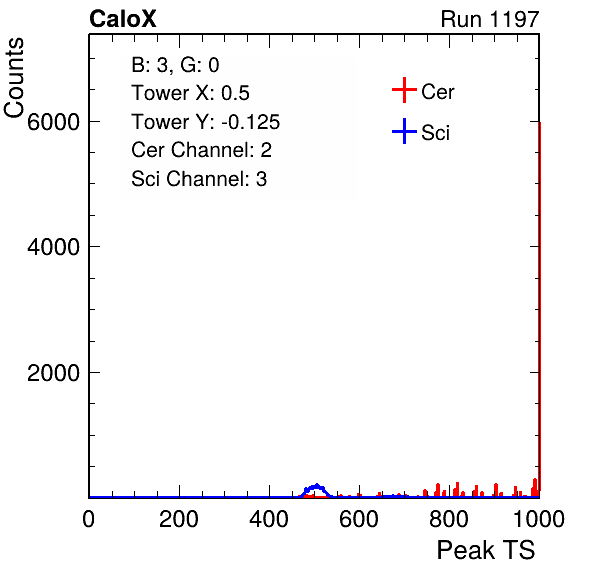 CaloX
Run 1197
Counts
B: 3, G: 0
Tower X: 0.5
Tower Y: -0.125
Cer Channel: 2
Sci Channel: 3
Cer
Sci
6000
4000
2000
0 200 400 600 800 1000
Peak TS